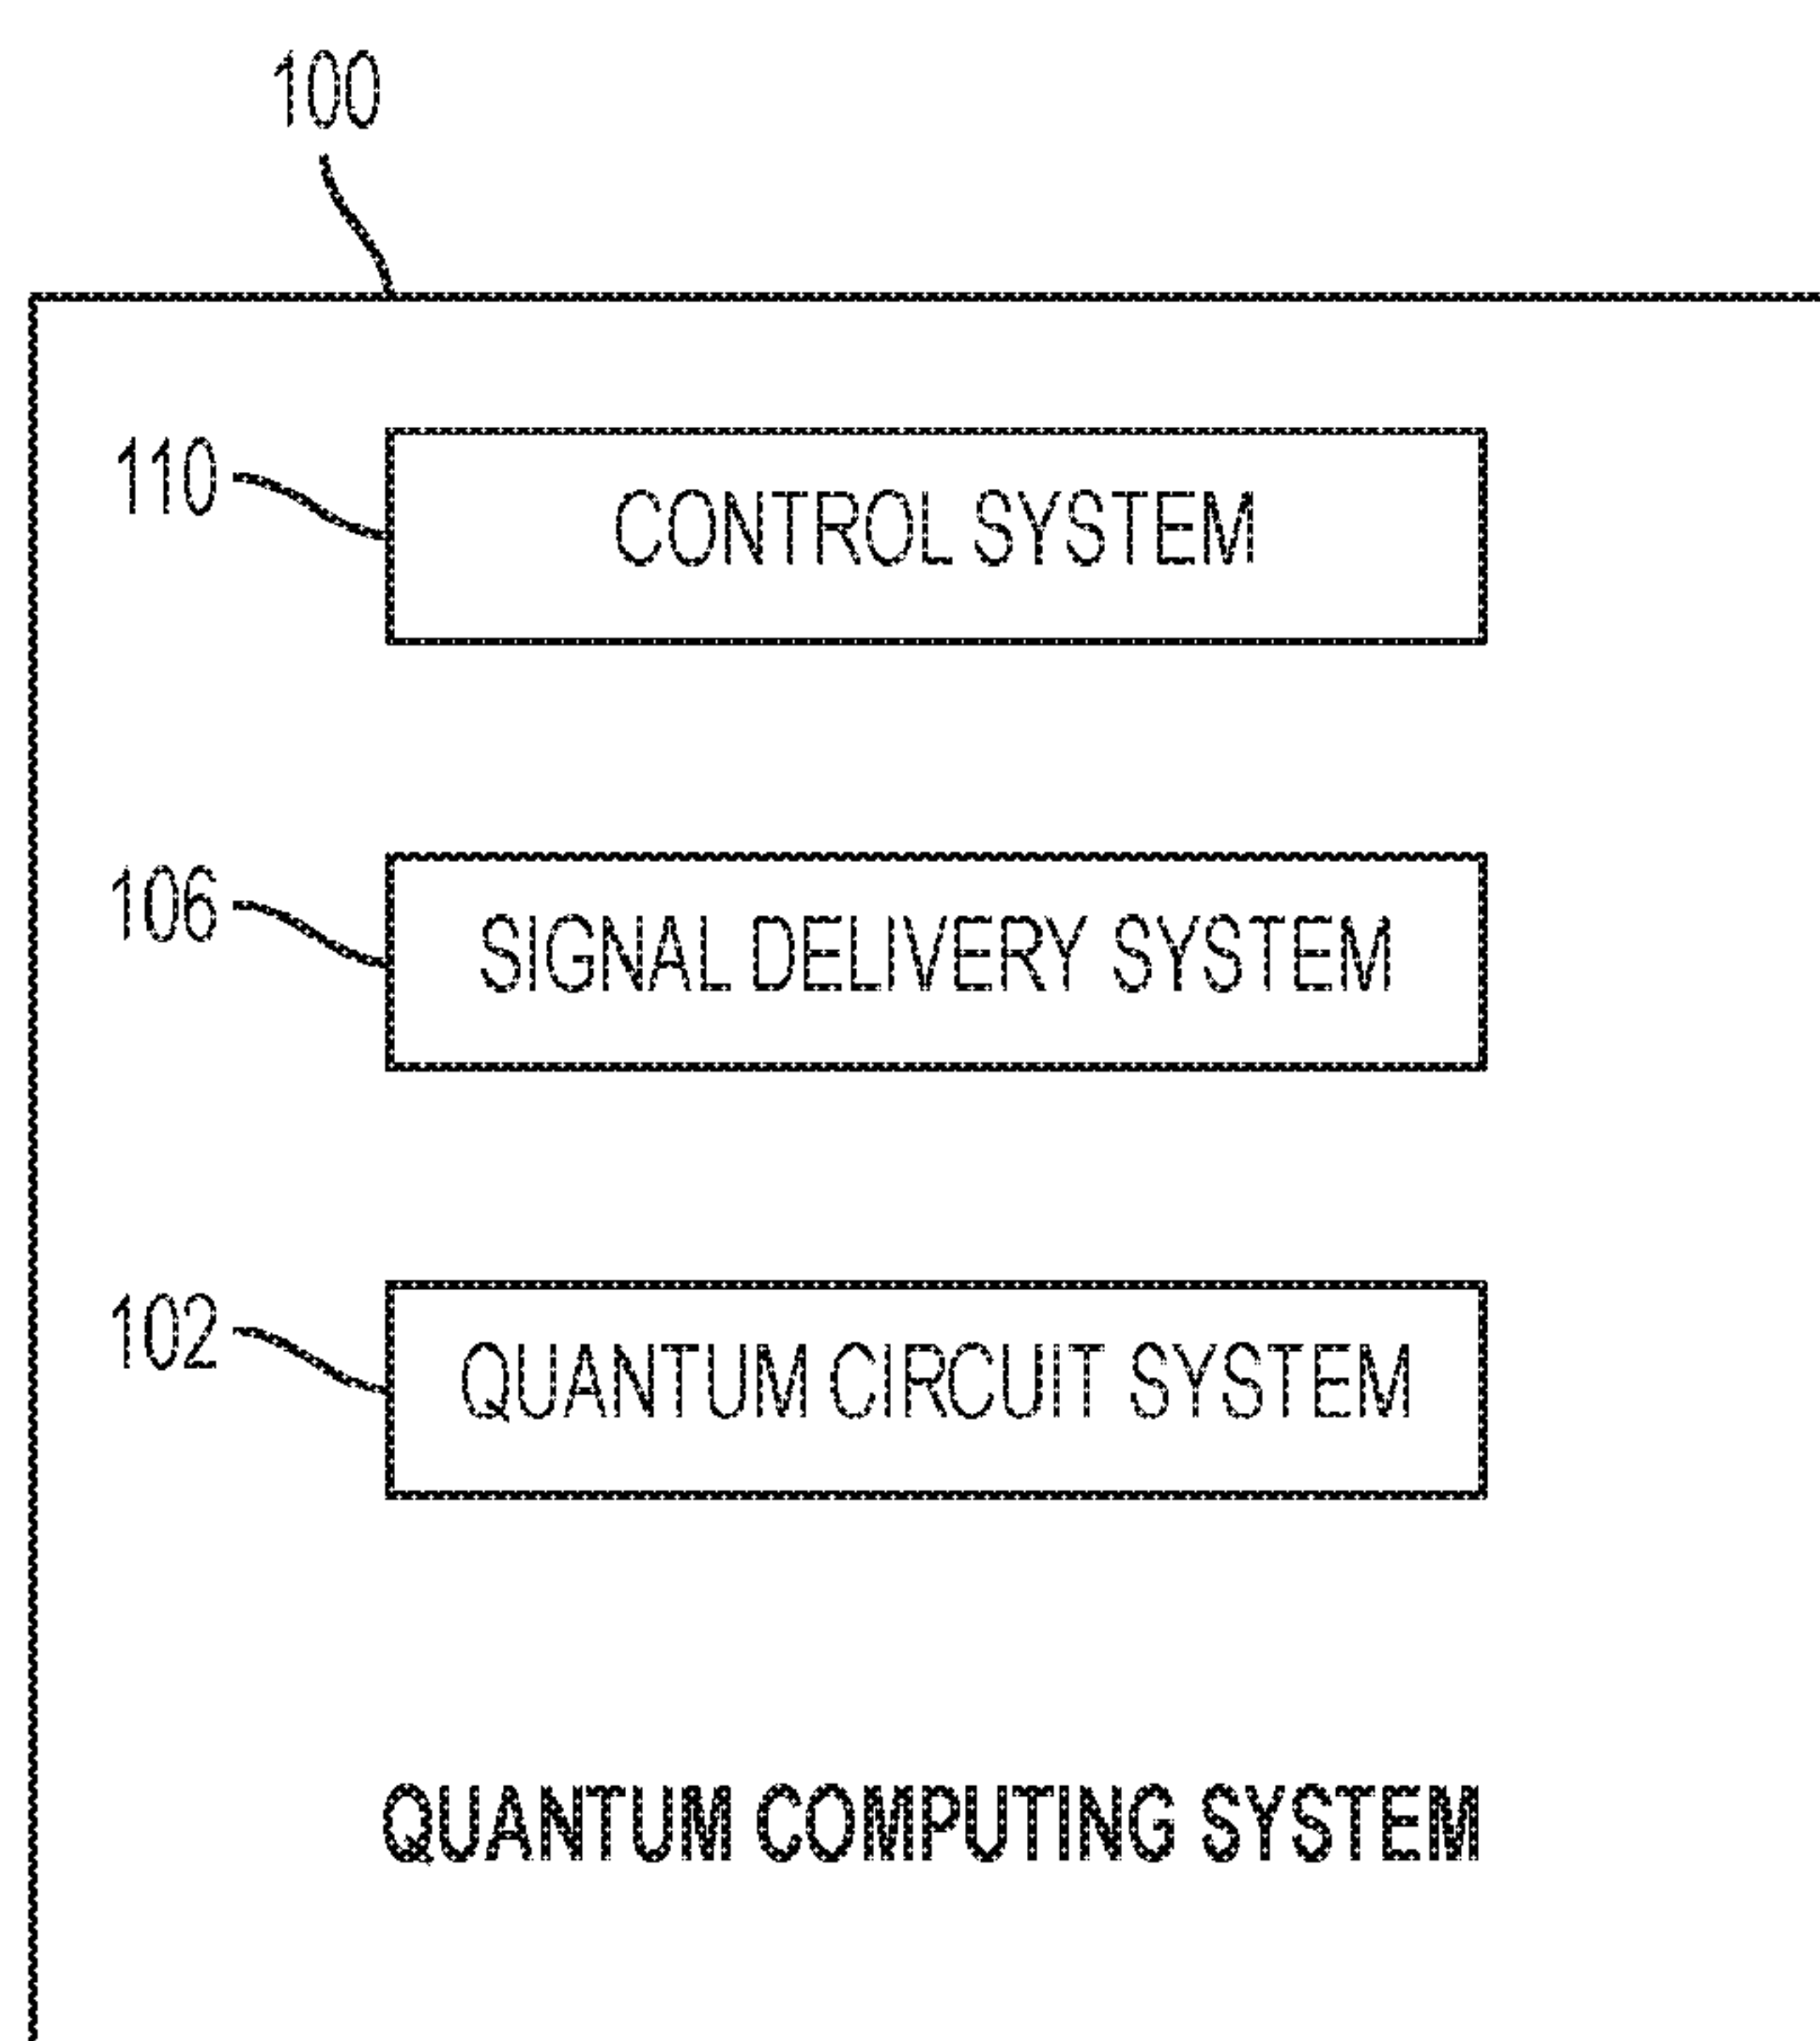 100
110
CONTROL SYSTEM
106
SIGNAL DELIVERY SYSTEM
102
QUANTUM CIRCUIT SYSTEM
QUANTUM COMPUTING SYSTEM